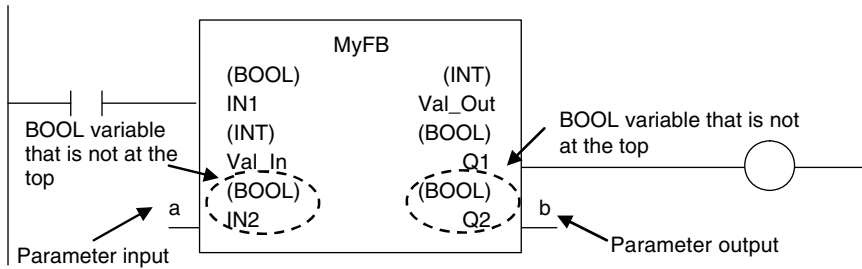 MyFB
(BOOL)
IN1
(INT)
Val_In
(BOOL)
IN2
(INT)
Val_Out
(BOOL)
Q1
(BOOL)
Q2
BOOL variable
that is not at the
top
a
Parameter input
BOOL variable that is not
at the top
b
Parameter output